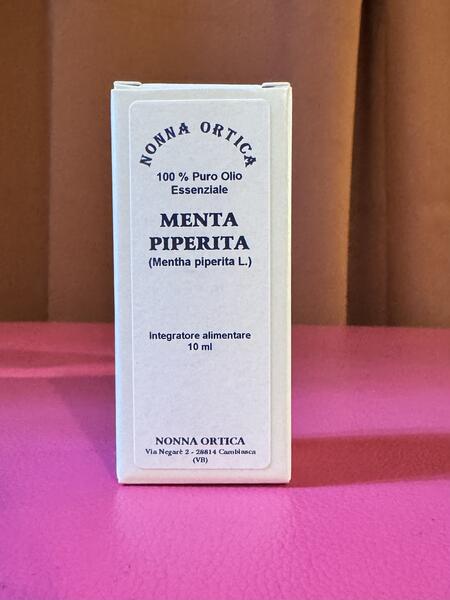 NONNA ORTICA
100 % Puro Olio
Essenziale
MENTA
PIPERITA
(Mentha piperita L.)
integratore alimentare
10 ml
NONNA ORTICA
Via Negarè 2 - 28814 Cambiasca
(VB)